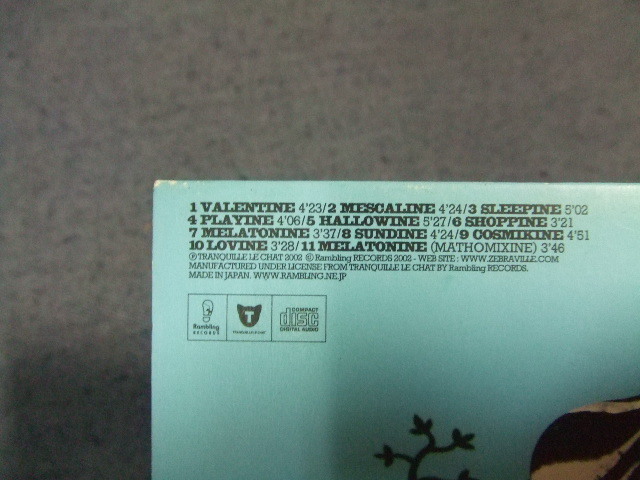 1 VALENTINE 4'23/2 MESCALINE 4'24/3 SLEEPINE 5'02
4 PLAYINE 4'06/5 HALLOWINE 5'27/6 SHOPPINE 3'21
7 MELATONINE 3'37/8 SUNDINE 4'24/9 COSMIKINE 4'51
10 LOVINE 3'28/11 MELATONINE (MATHOMIXINE) 3'46
Ⓟ TRANQUILLE LE CHAT 2002 © Rambling RECORDS 2002 - WEB SITE : WWW.ZEBRAVILLE.COM
MANUFACTURED UNDER LICENSE FROM TRANQUILLE LE CHAT BY Rambling RECORDS.
MADE IN JAPAN. WWW.RAMBLING.NE.JP
Rambling
RECORDS
T
COMPACT
disc
DIGITAL AUDIO